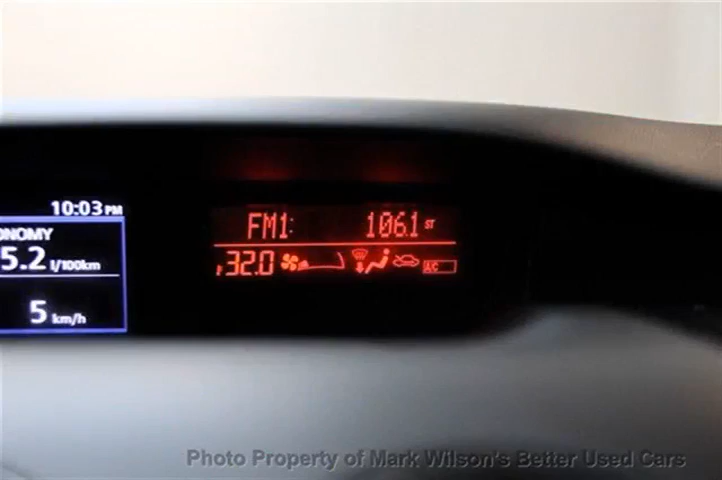 10:03 PM
5.2 l/100km
5 km/h
FM1: 106.1 ST
32.0 A/C
Photo Property of Mark Wilson's Better Used Cars